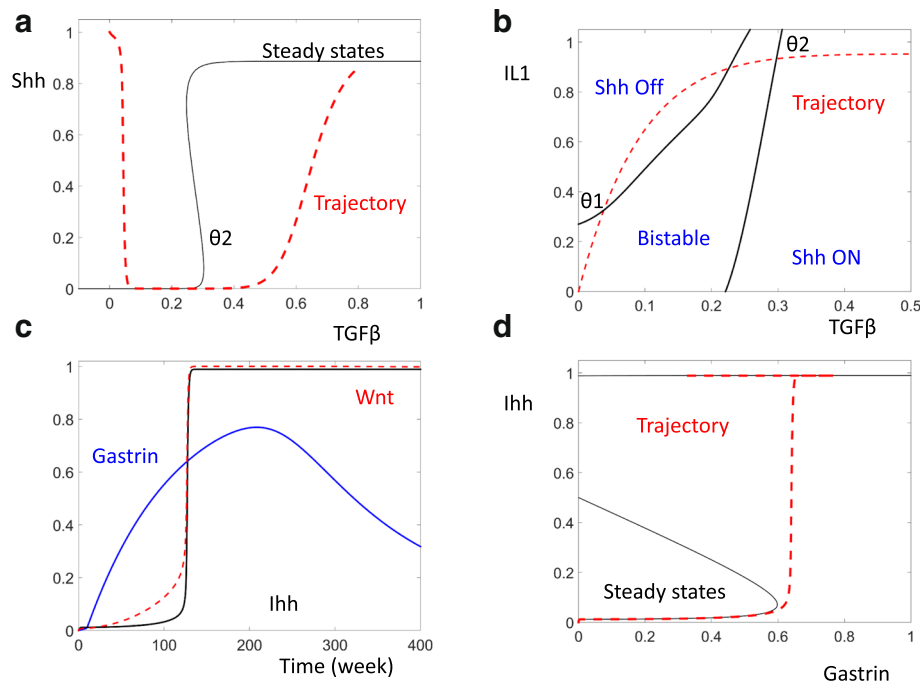 a
1
0.8
0.6
0.4
0.2
0
Shh
Steady states
θ2
Trajectory
0 0.2 0.4 0.6 0.8 1
TGFβ
b
1
0.8
0.6
0.4
0.2
0
IL1
θ2
Shh Off
Trajectory
θ1
Bistable
Shh ON
0 0.1 0.2 0.3 0.4 0.5
TGFβ
c
1
0.8
0.6
0.4
0.2
0
Wnt
Gastrin
Ihh
0 100 200 300 400
Time (week)
d
1
0.8
0.6
0.4
0.2
0
Ihh
Trajectory
Steady states
0 0.2 0.4 0.6 0.8 1
Gastrin